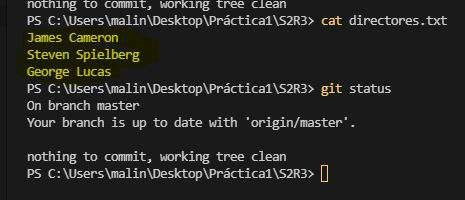 nothing to commit, working tree clean
PS C:\Users\malin\Desktop\Práctica1\S2R3> cat directores.txt
James Cameron
Steven Spielberg
George Lucas
PS C:\Users\malin\Desktop\Práctica1\S2R3> git status
On branch master
Your branch is up to date with 'origin/master'.

nothing to commit, working tree clean
PS C:\Users\malin\Desktop\Práctica1\S2R3>